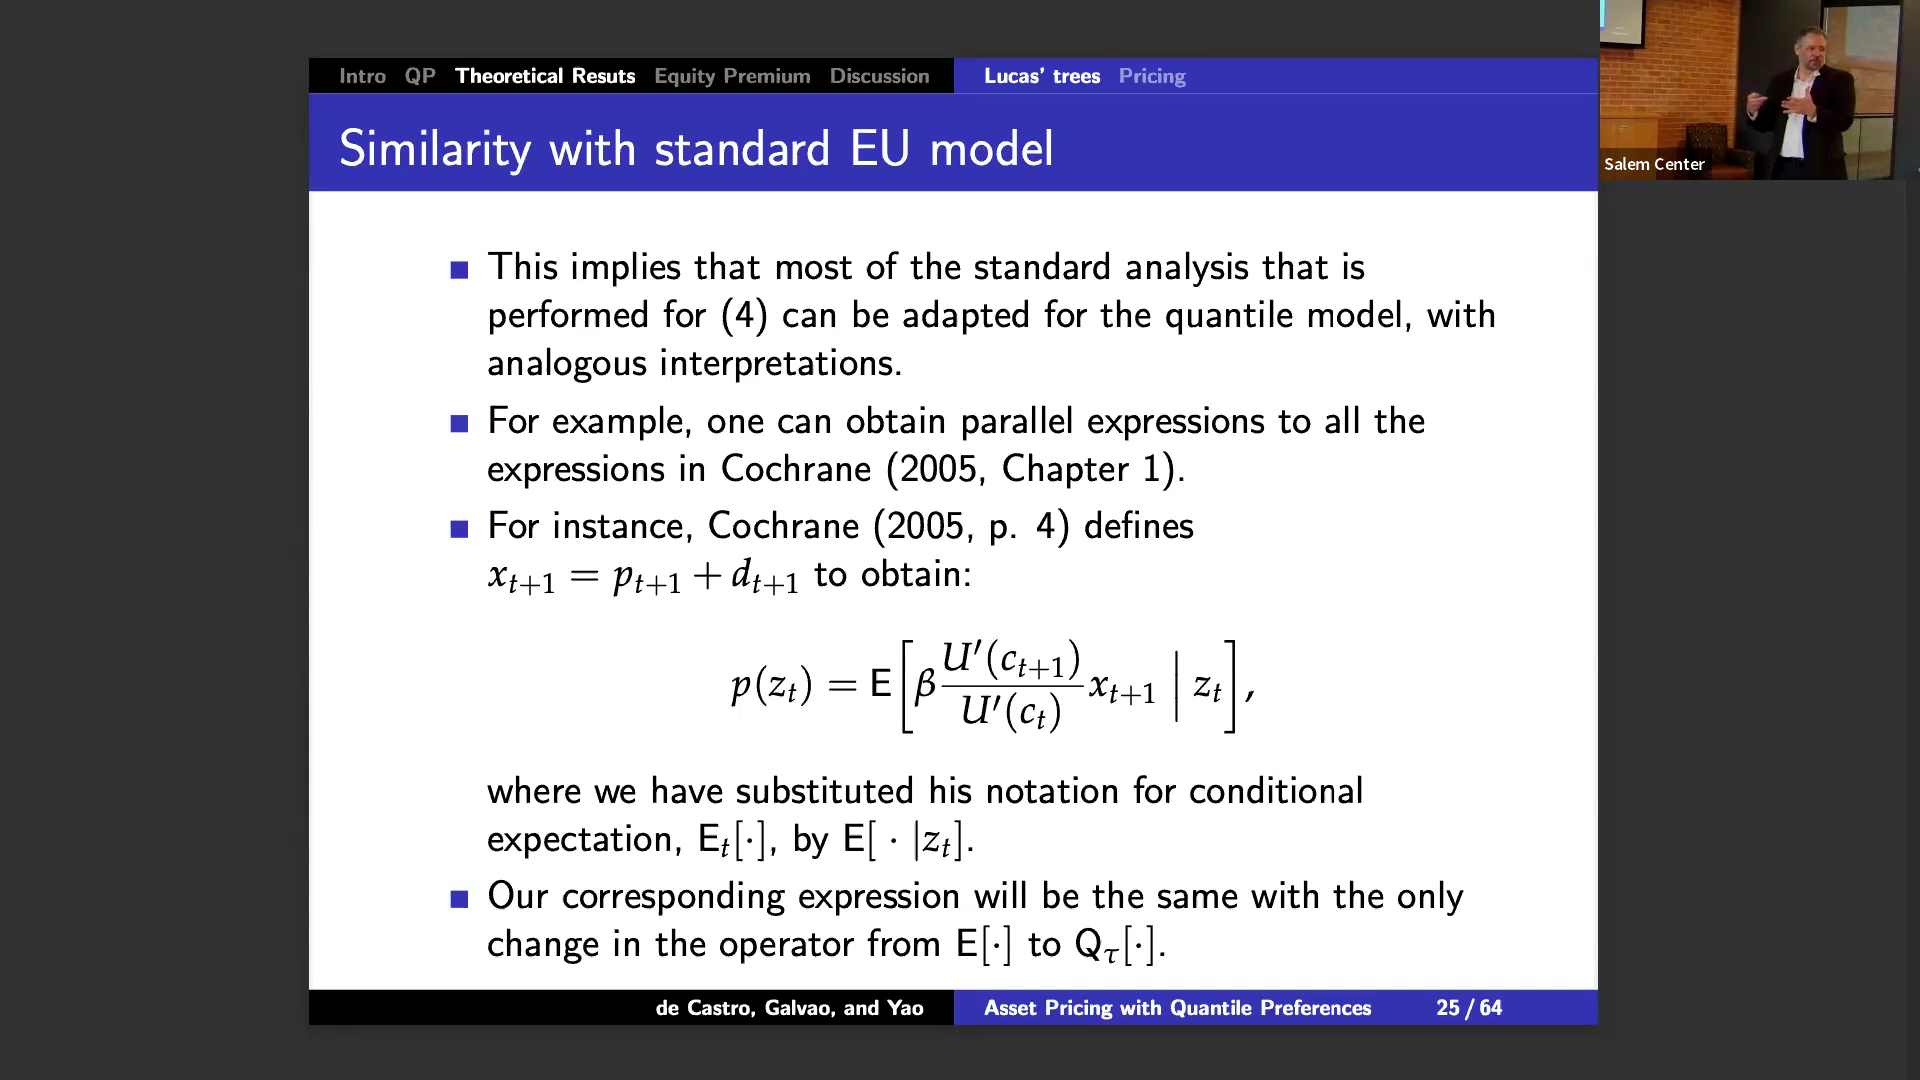 Intro QP Theoretical Resuts Equity Premium Discussion Lucas' trees Pricing
Similarity with standard EU model
Salem Center
■ This implies that most of the standard analysis that is
performed for (4) can be adapted for the quantile model, with
analogous interpretations.
■ For example, one can obtain parallel expressions to all the
expressions in Cochrane (2005, Chapter 1).
■ For instance, Cochrane (2005, p. 4) defines
x_{t+1} = p_{t+1} + d_{t+1} to obtain:
p(z_t) = E[β U′(c_{t+1})/U′(c_t) x_{t+1} | z_t],
where we have substituted his notation for conditional
expectation, E_t[·], by E[ · |z_t].
■ Our corresponding expression will be the same with the only
change in the operator from E[·] to Q_τ[·].
de Castro, Galvao, and Yao Asset Pricing with Quantile Preferences 25 / 64